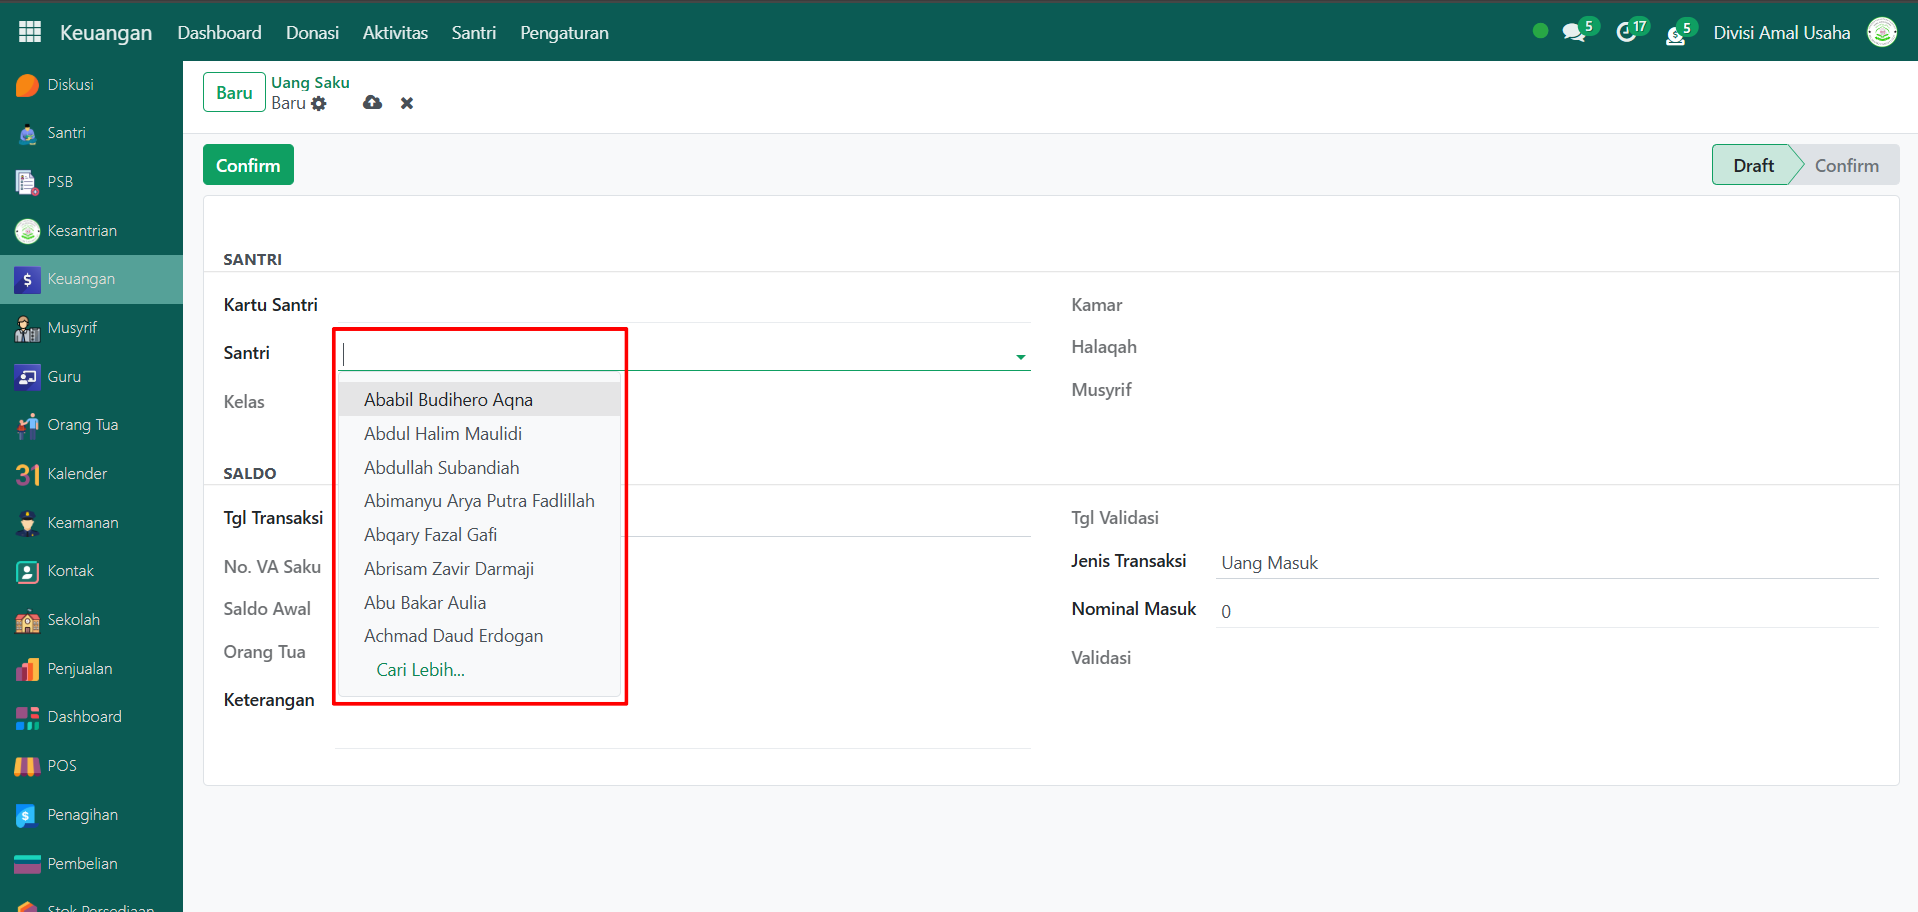 Keuangan Dashboard Donasi Aktivitas Santri Pengaturan 5 17 5 Divisi Amal Usaha
Diskusi
Santri
PSB
Kesantrian
$ Keuangan
Musyrif
Guru
Orang Tua
31 Kalender
Keamanan
Kontak
Sekolah
Penjualan
Dashboard
POS
$ Penagihan
Pembelian
Stok Persediaan
Baru Uang Saku
Baru
Confirm Draft Confirm
SANTRI
Kartu Santri
Santri
Kelas
Kamar
Halaqah
Musyrif
Ababil Budihero Aqna
Abdul Halim Maulidi
Abdullah Subandiah
Abimanyu Arya Putra Fadlillah
Abqary Fazal Gafi
Abrisam Zavir Darmaji
Abu Bakar Aulia
Achmad Daud Erdogan
Cari Lebih...
SALDO
Tgl Transaksi
No. VA Saku
Saldo Awal
Orang Tua
Keterangan
Tgl Validasi
Jenis Transaksi Uang Masuk
Nominal Masuk 0
Validasi